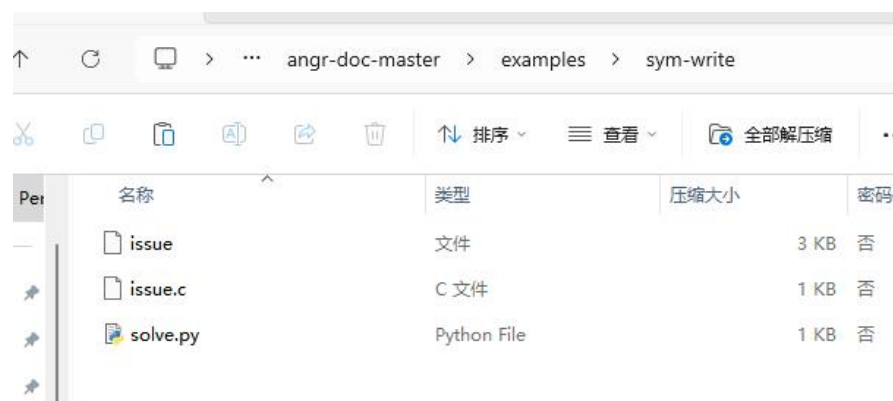 angr-doc-master > examples > sym-write
排序 查看 全部解压缩
Per 名称 类型 压缩大小 密码
issue 文件 3 KB 否
issue.c C 文件 1 KB 否
solve.py Python File 1 KB 否